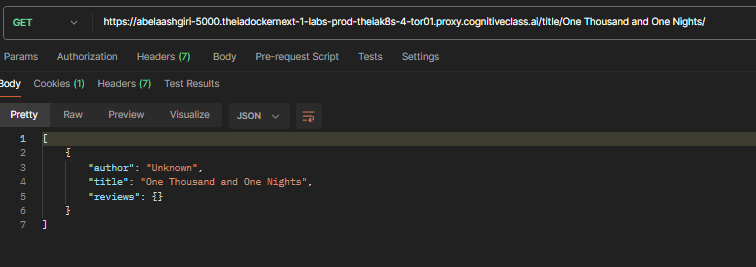 GET https://abelaashgiri-5000.theiadockernext-1-labs-prod-theiak8s-4-tor01.proxy.cognitiveclass.ai/title/One Thousand and One Nights/
Params Authorization Headers (7) Body Pre-request Script Tests Settings
Body Cookies (1) Headers (7) Test Results
Pretty Raw Preview Visualize JSON
1 [
2 {
3 "author": "Unknown",
4 "title": "One Thousand and One Nights",
5 "reviews": {}
6 }
7 ]